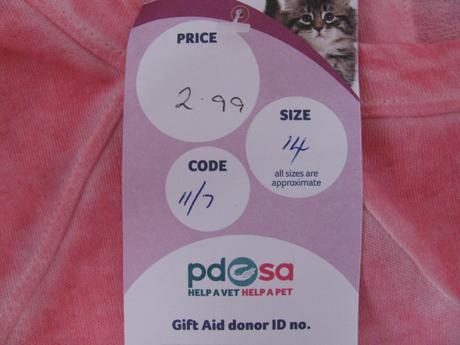 PRICE
2.99
SIZE
14
all sizes are
approximate
CODE
11/7
pdsa
HELP A VET HELP A PET
Gift Aid donor ID no.